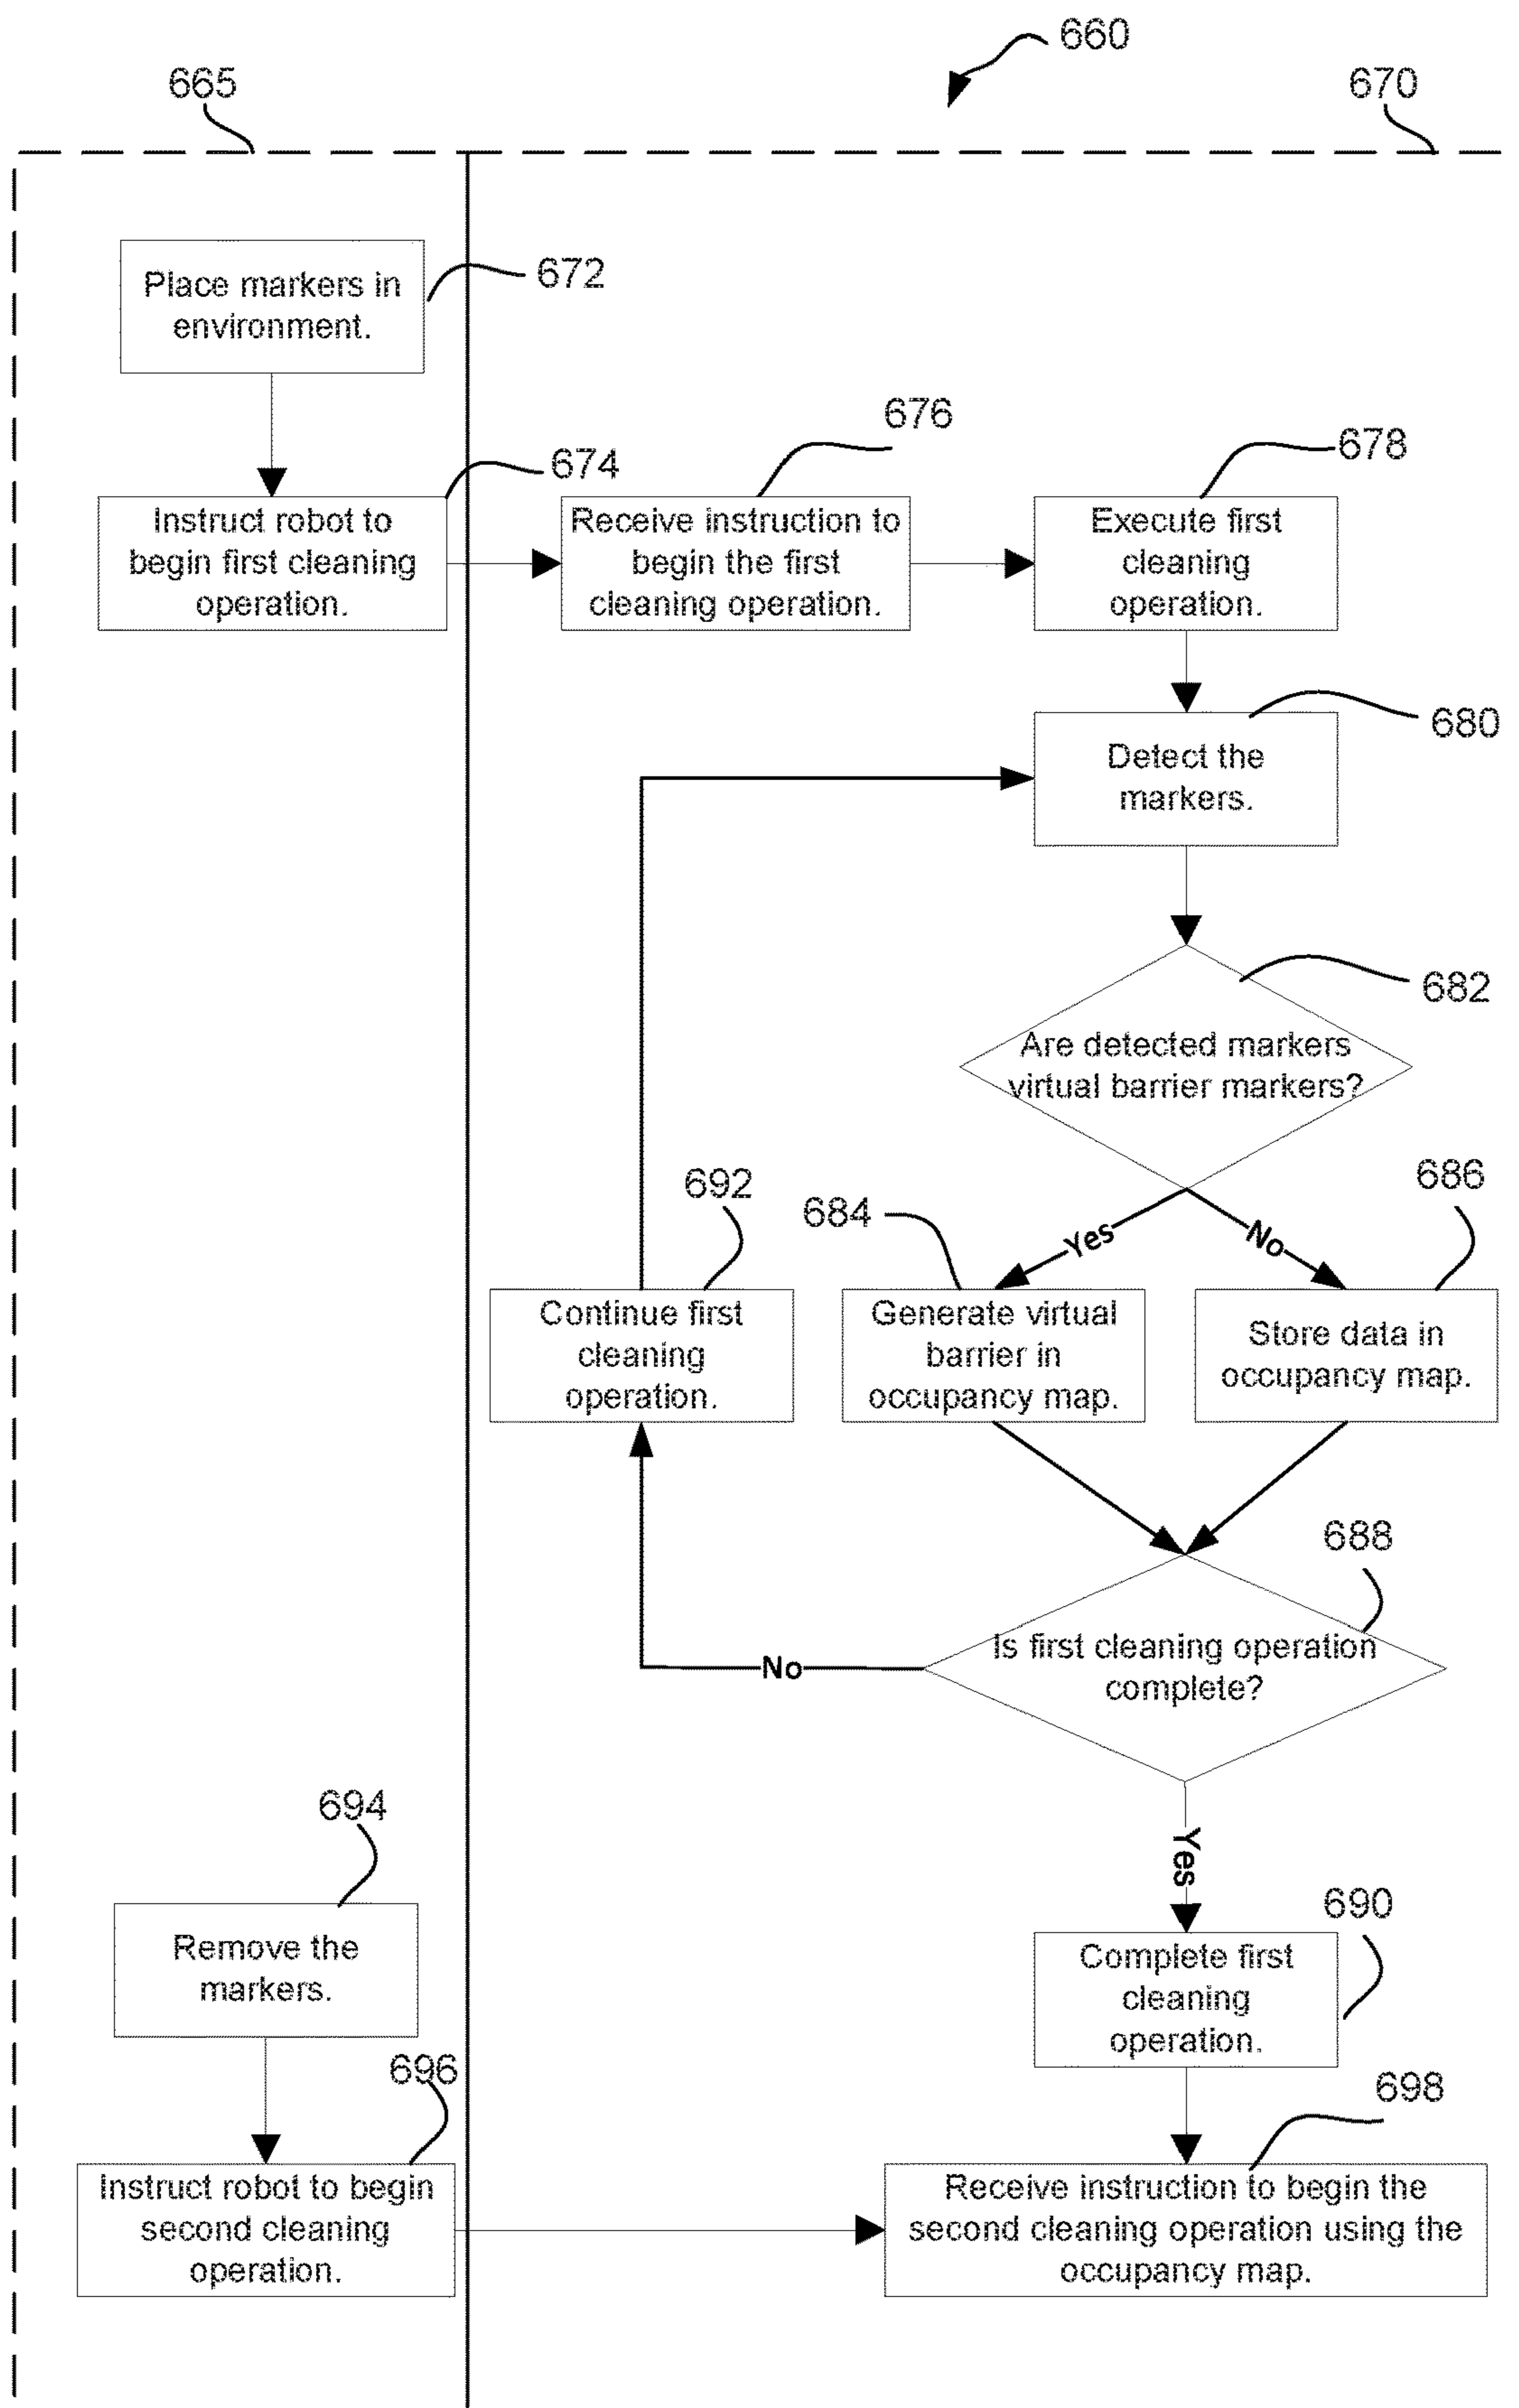 660
665
670
Place markers in
environment.
672
674
676
678
Instruct robot to
begin first cleaning
operation.
Receive instruction to
begin the first
cleaning operation.
Execute first
cleaning
operation.
680
Detect the
markers.
682
Are detected markers
virtual barrier markers?
692
684
686
Yes
No
Continue first
cleaning
operation.
Generate virtual
barrier in
occupancy map.
Store data in
occupancy map.
688
Is first cleaning operation
complete?
No
Yes
694
Remove the
markers.
690
Complete first
cleaning
operation.
696
698
Instruct robot to begin
second cleaning
operation.
Receive instruction to begin the
second cleaning operation using the
occupancy map.